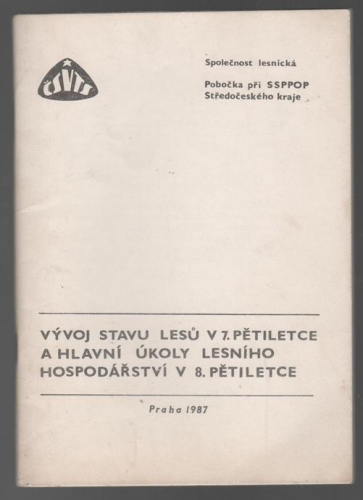 ČSVTS
Společnost lesnická
Pobočka při SSPPOP
Středočeského kraje
VÝVOJ STAVU LESŮ V 7. PĚTILETCE
A HLAVNÍ ÚKOLY LESNÍHO
HOSPODÁŘSTVÍ V 8. PĚTILETCE
Praha 1987